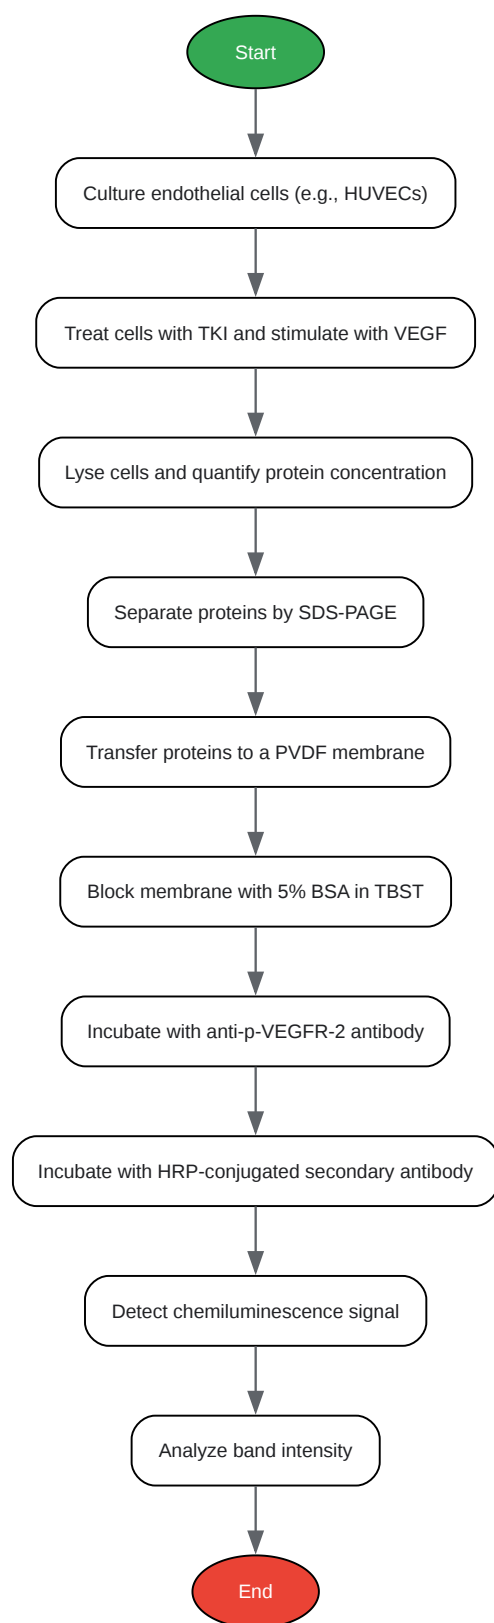 Start
Culture endothelial cells (e.g., HUVECs)
Treat cells with TKI and stimulate with VEGF
Lyse cells and quantify protein concentration
Separate proteins by SDS-PAGE
Transfer proteins to a PVDF membrane
Block membrane with 5% BSA in TBST
Incubate with anti-p-VEGFR-2 antibody
Incubate with HRP-conjugated secondary antibody
Detect chemiluminescence signal
Analyze band intensity
End